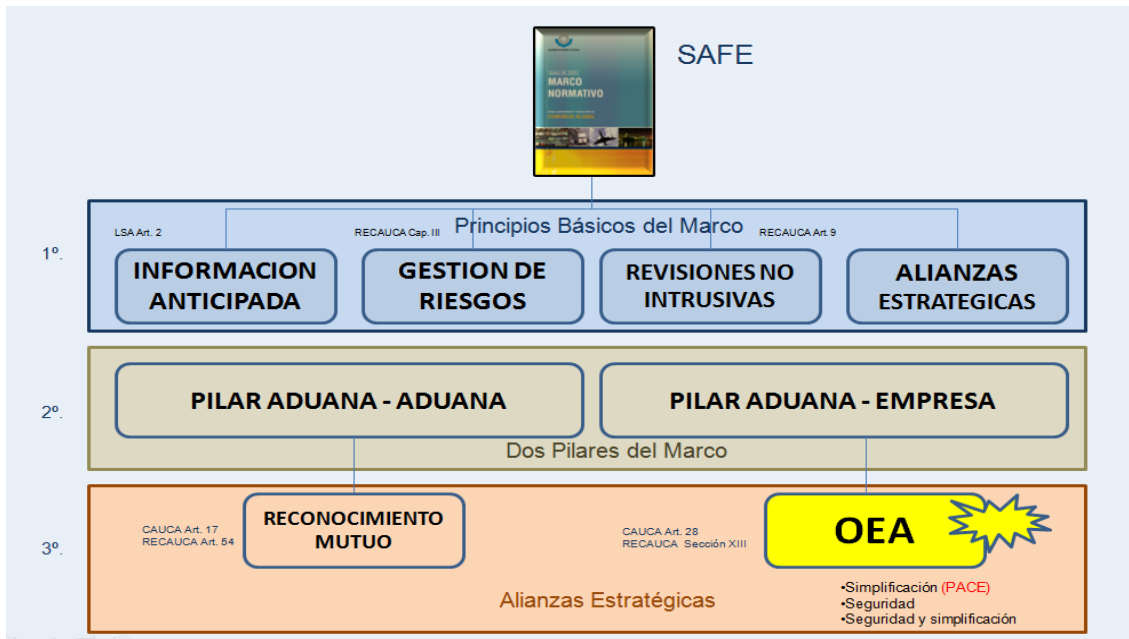 SAFE
MARCO
NORMATIVO
Principios Básicos del Marco
1º.
LSA Art. 2
RECAUCA Cap. III
RECAUCA Art. 9
INFORMACION
ANTICIPADA
GESTION DE
RIESGOS
REVISIONES NO
INTRUSIVAS
ALIANZAS
ESTRATEGICAS
2º.
PILAR ADUANA - ADUANA
PILAR ADUANA - EMPRESA
Dos Pilares del Marco
3º.
CAUCA Art. 17
RECAUCA Art. 54
RECONOCIMIENTO
MUTUO
CAUCA Art. 28
RECAUCA Sección XIII
OEA
Alianzas Estratégicas
•Simplificación (PACE)
•Seguridad
•Seguridad y simplificación